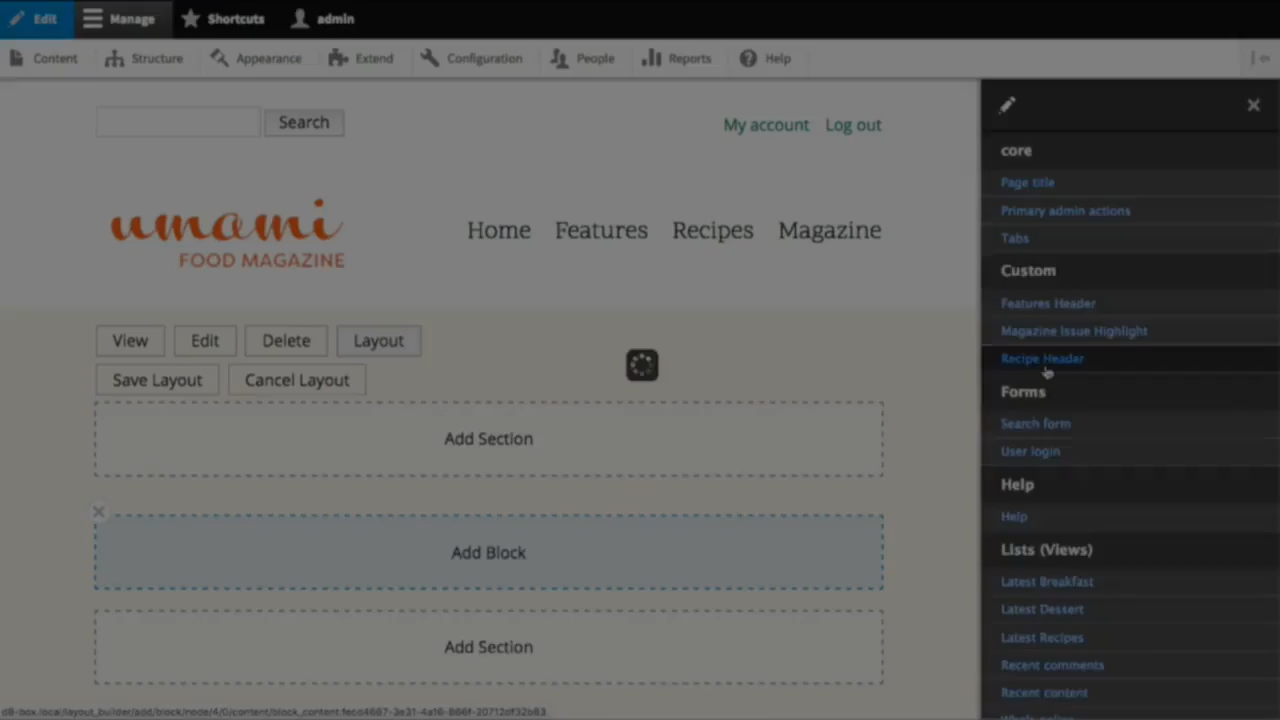 Edit Manage Shortcuts admin
Content Structure Appearance Extend Configuration People Reports Help
Search
My account Log out
umami
FOOD MAGAZINE
Home Features Recipes Magazine
View Edit Delete Layout
Save Layout Cancel Layout
Add Section
Add Block
Add Section
core
Page title
Primary admin actions
Tabs
Custom
Features Header
Magazine Issue Highlight
Recipe Header
Forms
Search form
User login
Help
Help
Lists (Views)
Latest Breakfast
Latest Dessert
Latest Recipes
Recent comments
Recent content